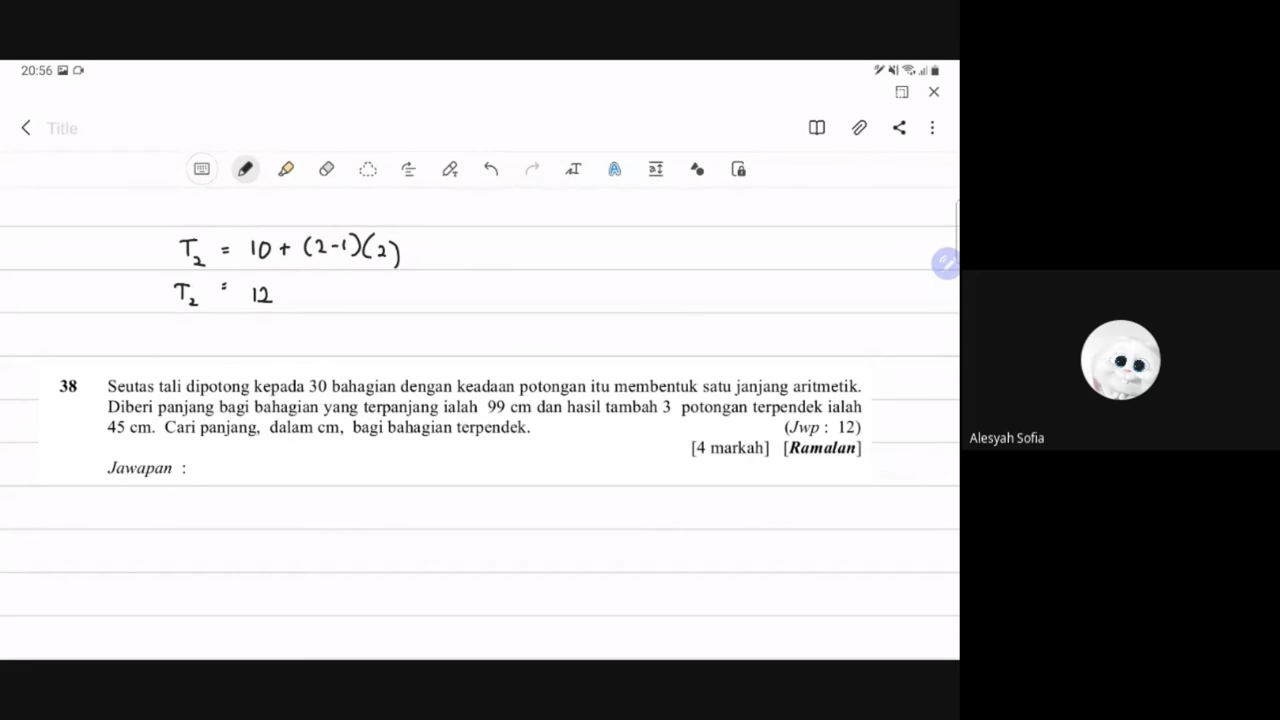 20:56
Title
T₂ = 10 + (2-1)(2)
T₂ = 12
38 Seutas tali dipotong kepada 30 bahagian dengan keadaan potongan itu membentuk satu janjang aritmetik.
Diberi panjang bagi bahagian yang terpanjang ialah 99 cm dan hasil tambah 3 potongan terpendek ialah
45 cm. Cari panjang, dalam cm, bagi bahagian terpendek. (Jwp : 12)
[4 markah] [Ramalan]
Jawapan :
Alesyah Sofia